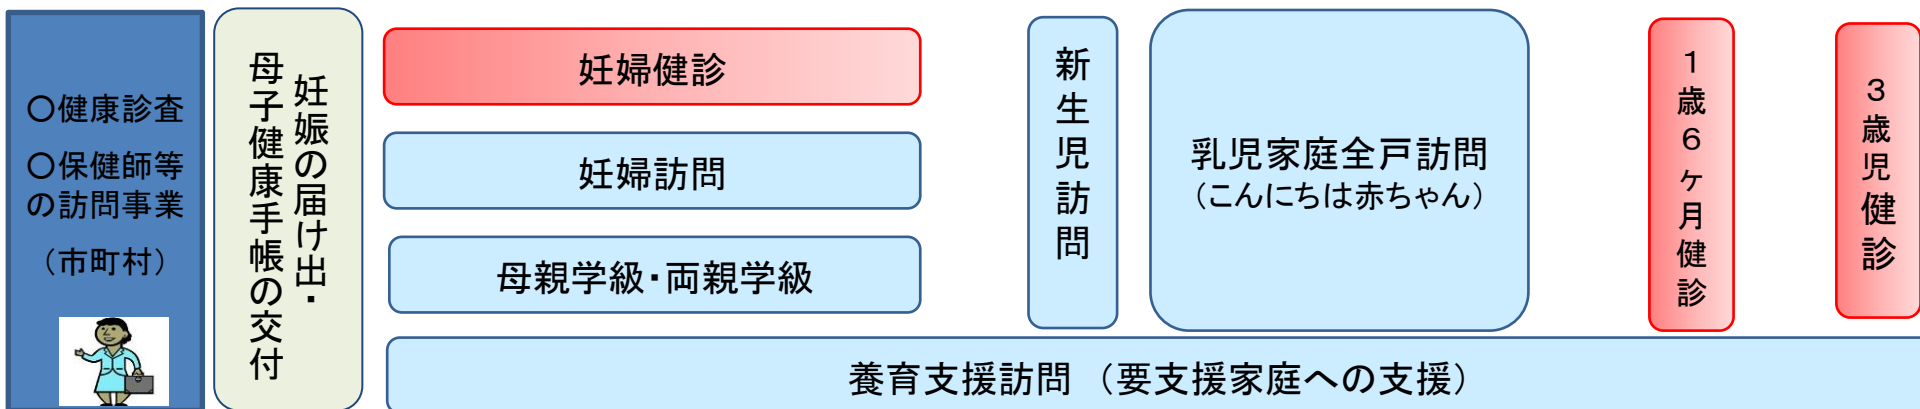 〇健康診査
〇保健師等
の訪問事業
（市町村）
妊娠の届け出・
母子健康手帳の交付
妊婦健診
妊婦訪問
母親学級・両親学級
新生児訪問
乳児家庭全戸訪問
（こんにちは赤ちゃん）
１歳６ヶ月健診
３歳児健診
養育支援訪問 （要支援家庭への支援）